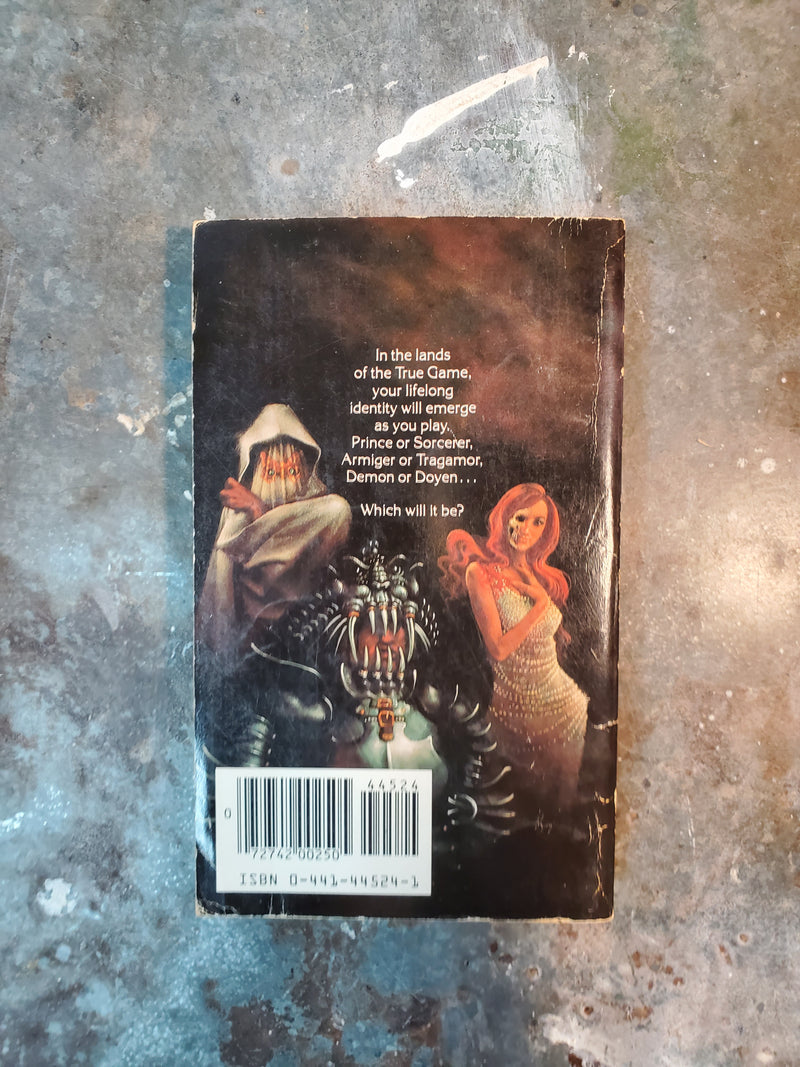 In the lands
of the True Game,
your lifelong
identity will emerge
as you play.
Prince or Sorcerer,
Armiger or Tragamor,
Demon or Doyen...
Which will it be?
44524
0
72742 00250
ISBN 0-441-44524-1